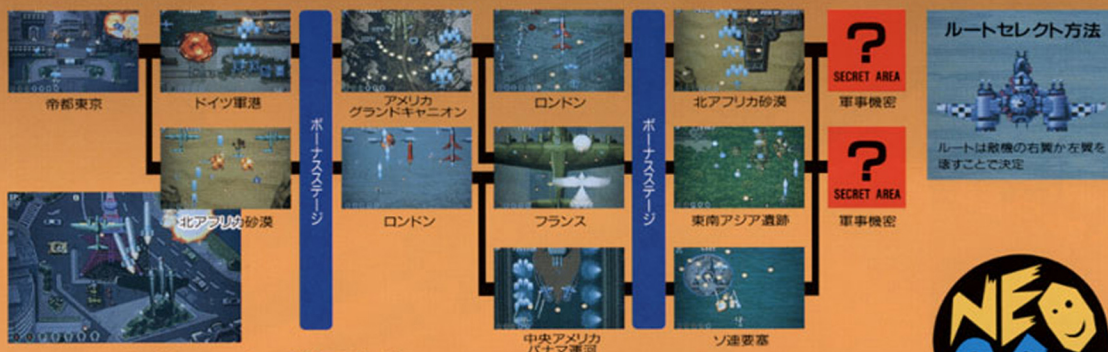 帝都東京
ドイツ軍港
北アフリカ砂漠
ボーナスステージ
アメリカ
グランドキャニオン
ロンドン
ロンドン
フランス
中央アメリカ
パナマ運河
ボーナスステージ
北アフリカ砂漠
東南アジア遺跡
ソ連要塞
?
SECRET AREA
軍事機密
?
SECRET AREA
軍事機密
ルートセレクト方法
ルートは敵機の右翼か左翼を
壊すことで決定
NEO